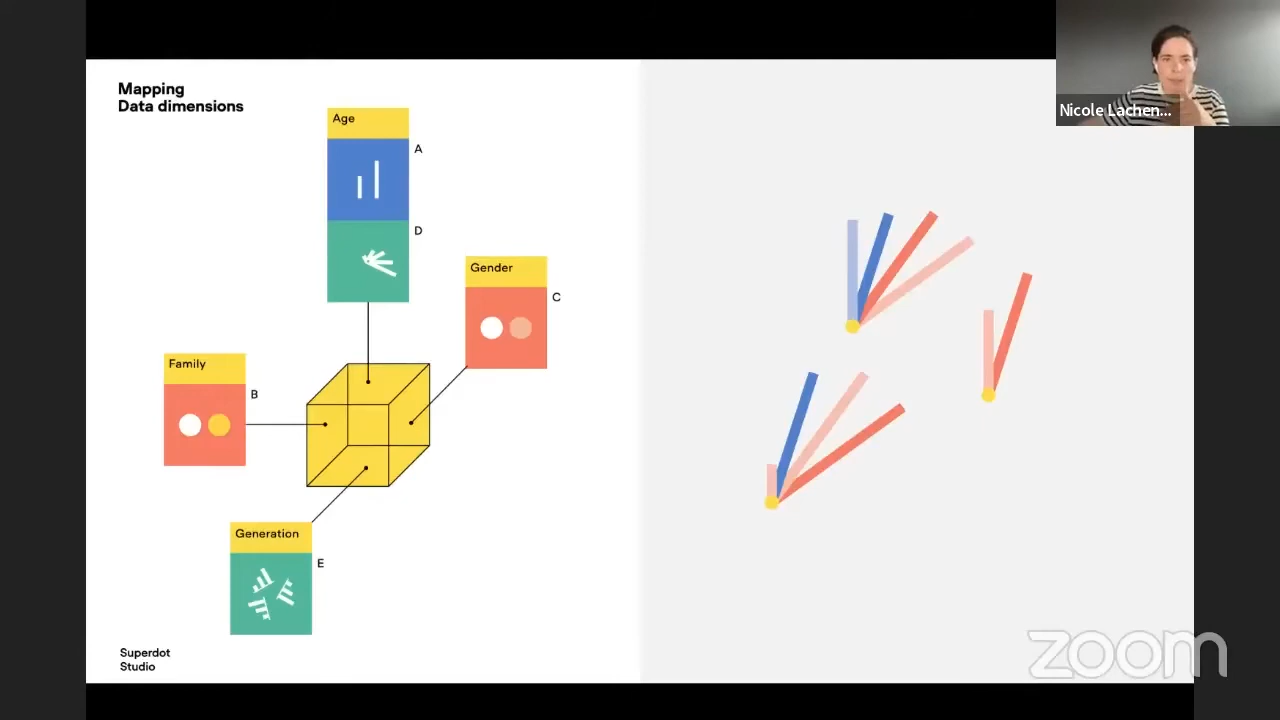 Mapping
Data dimensions
Age
A
D
Gender
C
Family
B
Generation
E
Superdot
Studio
Nicole Lachen...
zoom